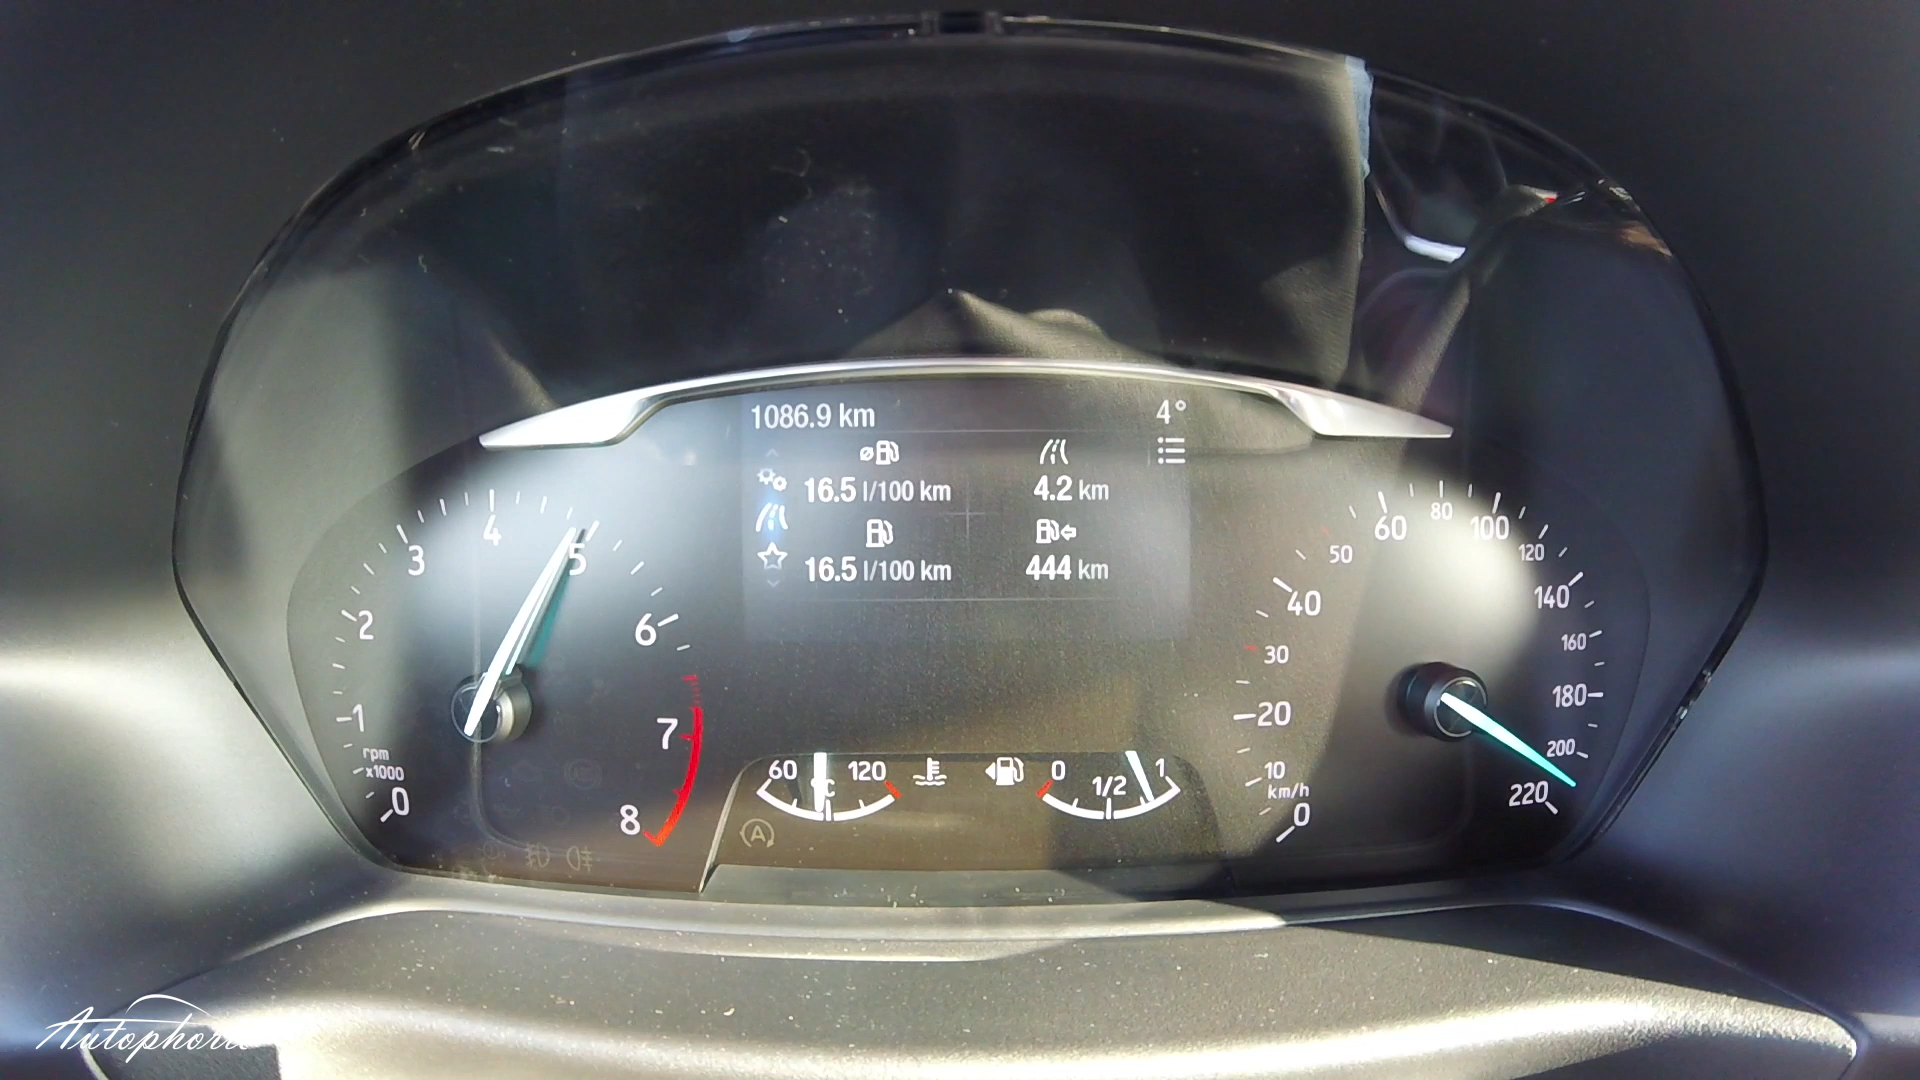 1086.9 km 4°
16.5 l/100 km 4.2 km
16.5 l/100 km 444 km
0 1 2 3 4 5 6 7 8
rpm
x1000
0 10 20 30 40 50 60 80 100 120 140 160 180 200 220
km/h
60 120
°C
0 1/2 1
A